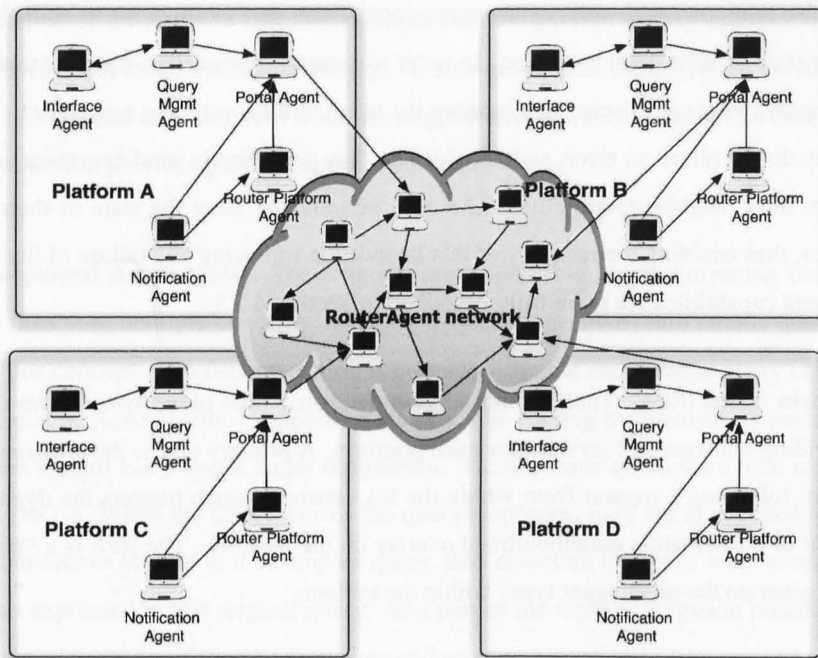 Interface
Agent
Query
Mgmt
Agent
Portal Agent
Platform A
Router Platform
Agent
Notification
Agent
Interface
Agent
Query
Mgmt
Agent
Portal Agent
Platform B
Router Platform
Agent
Notification
Agent
RouterAgent network
Interface
Agent
Query
Mgmt
Agent
Portal Agent
Platform C
Router Platform
Agent
Notification
Agent
Interface
Agent
Query
Mgmt
Agent
Portal Agent
Platform D
Router Platform
Agent
Notification
Agent